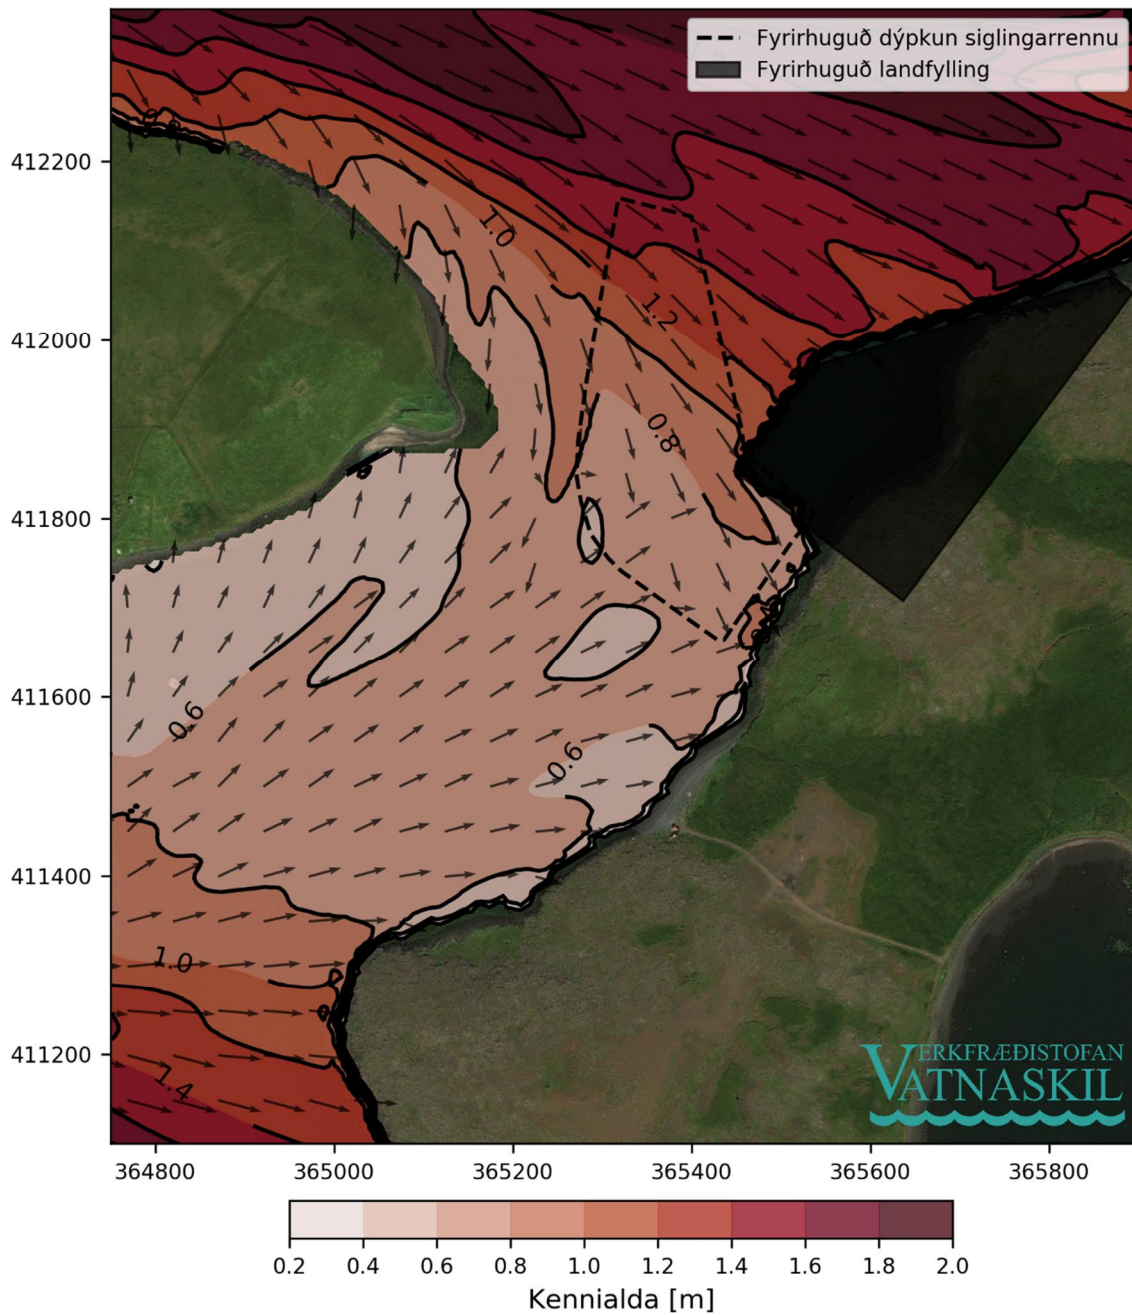 Fyrirhuguð dýpkun siglingarrennu
Fyrirhuguð landfylling
412200
412000
411800
411600
411400
411200
1.0
1.2
0.8
0.6
0.6
1.0
1.4
VERKFRÆÐISTOFAN
VATNASKIL
364800 365000 365200 365400 365600 365800
0.2 0.4 0.6 0.8 1.0 1.2 1.4 1.6 1.8 2.0
Kennialda [m]